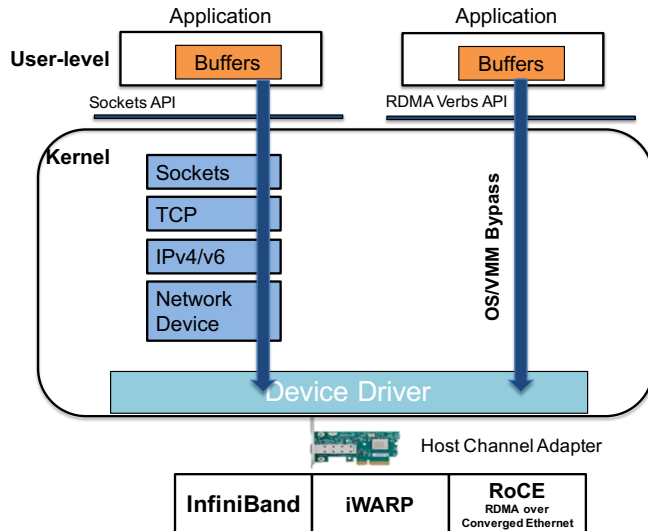 Application
Application
User-level
Buffers
Buffers
Sockets API
RDMA Verbs API
Kernel
Sockets
TCP
IPv4/v6
Network
Device
OS/VMM Bypass
Device Driver
Host Channel Adapter
InfiniBand
iWARP
RoCE
RDMA over
Converged Ethernet